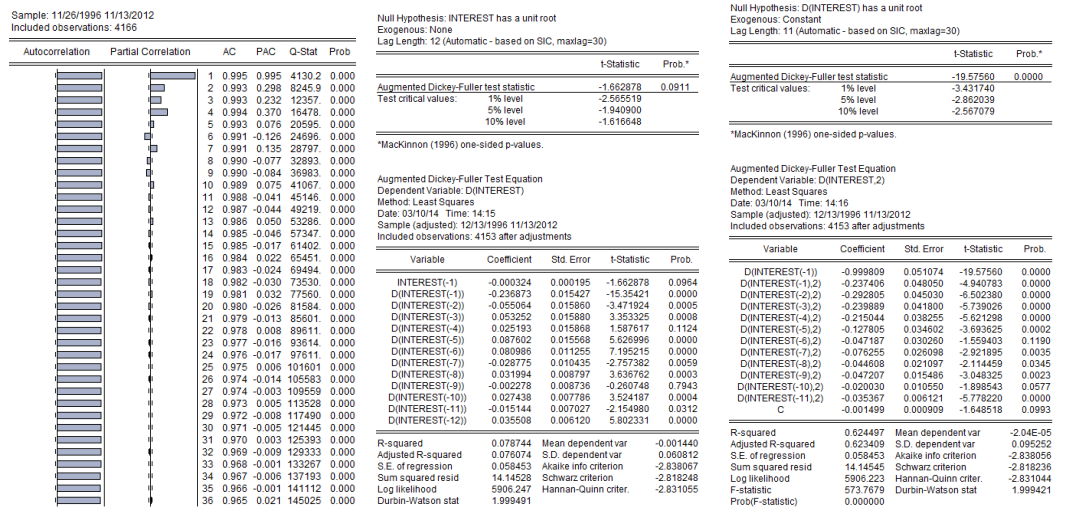 Sample: 11/26/1996 11/13/2012
Included observations: 4166
Autocorrelation Partial Correlation AC PAC Q-Stat Prob
1 0.995 0.995 4130.2 0.000
2 0.993 0.298 8245.9 0.000
3 0.993 0.232 12357. 0.000
4 0.994 0.370 16478. 0.000
5 0.993 0.076 20595. 0.000
6 0.991 -0.126 24696. 0.000
7 0.991 0.135 28797. 0.000
8 0.990 -0.077 32893. 0.000
9 0.990 -0.084 36983. 0.000
10 0.989 0.075 41067. 0.000
11 0.988 -0.041 45146. 0.000
12 0.987 -0.044 49219. 0.000
13 0.986 0.050 53286. 0.000
14 0.985 -0.046 57347. 0.000
15 0.985 -0.017 61402. 0.000
16 0.984 0.022 65451. 0.000
17 0.983 -0.024 69494. 0.000
18 0.982 -0.030 73530. 0.000
19 0.981 0.032 77560. 0.000
20 0.980 -0.026 81584. 0.000
21 0.979 -0.013 85601. 0.000
22 0.978 0.008 89611. 0.000
23 0.977 -0.016 93614. 0.000
24 0.976 -0.017 97611. 0.000
25 0.975 0.006 101601 0.000
26 0.974 -0.014 105583 0.000
27 0.974 -0.003 109559 0.000
28 0.973 0.005 113528 0.000
29 0.972 -0.008 117490 0.000
30 0.971 -0.005 121445 0.000
31 0.970 0.003 125393 0.000
32 0.969 -0.009 129333 0.000
33 0.968 -0.001 133267 0.000
34 0.967 -0.006 137193 0.000
35 0.966 -0.001 141112 0.000
36 0.965 0.021 145025 0.000
Null Hypothesis: INTEREST has a unit root
Exogenous: None
Lag Length: 12 (Automatic - based on SIC, maxlag=30)
t-Statistic Prob.*
Augmented Dickey-Fuller test statistic -1.662878 0.0911
Test critical values: 1% level -2.565519
5% level -1.940900
10% level -1.616648
*MacKinnon (1996) one-sided p-values.
Augmented Dickey-Fuller Test Equation
Dependent Variable: D(INTEREST)
Method: Least Squares
Date: 03/10/14 Time: 14:15
Sample (adjusted): 12/13/1996 11/13/2012
Included observations: 4153 after adjustments
Variable Coefficient Std. Error t-Statistic Prob.
INTEREST(-1) -0.000324 0.000195 -1.662878 0.0964
D(INTEREST(-1)) -0.236873 0.015427 -15.35421 0.0000
D(INTEREST(-2)) -0.055064 0.015860 -3.471924 0.0005
D(INTEREST(-3)) 0.053252 0.015880 3.353325 0.0008
D(INTEREST(-4)) 0.025193 0.015868 1.587617 0.1124
D(INTEREST(-5)) 0.087602 0.015568 5.626996 0.0000
D(INTEREST(-6)) 0.080986 0.011255 7.195215 0.0000
D(INTEREST(-7)) -0.028775 0.010435 -2.757382 0.0059
D(INTEREST(-8)) 0.031994 0.008797 3.636762 0.0003
D(INTEREST(-9)) -0.002278 0.008736 -0.260748 0.7943
D(INTEREST(-10)) 0.027438 0.007786 3.524187 0.0004
D(INTEREST(-11)) -0.015144 0.007027 -2.154980 0.0312
D(INTEREST(-12)) 0.035508 0.006120 5.802331 0.0000
R-squared 0.078744 Mean dependent var -0.001440
Adjusted R-squared 0.076074 S.D. dependent var 0.060812
S.E. of regression 0.058453 Akaike info criterion -2.838067
Sum squared resid 14.14528 Schwarz criterion -2.818248
Log likelihood 5906.247 Hannan-Quinn criter. -2.831055
Durbin-Watson stat 1.999491
Null Hypothesis: D(INTEREST) has a unit root
Exogenous: Constant
Lag Length: 11 (Automatic - based on SIC, maxlag=30)
t-Statistic Prob.*
Augmented Dickey-Fuller test statistic -19.57560 0.0000
Test critical values: 1% level -3.431740
5% level -2.862039
10% level -2.567079
*MacKinnon (1996) one-sided p-values.
Augmented Dickey-Fuller Test Equation
Dependent Variable: D(INTEREST,2)
Method: Least Squares
Date: 03/10/14 Time: 14:16
Sample (adjusted): 12/13/1996 11/13/2012
Included observations: 4153 after adjustments
Variable Coefficient Std. Error t-Statistic Prob.
D(INTEREST(-1)) -0.999809 0.051074 -19.57560 0.0000
D(INTEREST(-1),2) -0.237406 0.048050 -4.940783 0.0000
D(INTEREST(-2),2) -0.292805 0.045030 -6.502380 0.0000
D(INTEREST(-3),2) -0.239889 0.041800 -5.739026 0.0000
D(INTEREST(-4),2) -0.215044 0.038255 -5.621298 0.0000
D(INTEREST(-5),2) -0.127805 0.034602 -3.693625 0.0002
D(INTEREST(-6),2) -0.047187 0.030260 -1.559403 0.1190
D(INTEREST(-7),2) -0.076255 0.026098 -2.921895 0.0035
D(INTEREST(-8),2) -0.044608 0.021097 -2.114459 0.0345
D(INTEREST(-9),2) -0.047207 0.015486 -3.048325 0.0023
D(INTEREST(-10),2) -0.020030 0.010550 -1.898543 0.0577
D(INTEREST(-11),2) -0.035367 0.006121 -5.778220 0.0000
C -0.001499 0.000909 -1.648518 0.0993
R-squared 0.624497 Mean dependent var -2.04E-05
Adjusted R-squared 0.623409 S.D. dependent var 0.095252
S.E. of regression 0.058453 Akaike info criterion -2.838056
Sum squared resid 14.14545 Schwarz criterion -2.818236
Log likelihood 5906.223 Hannan-Quinn criter. -2.831044
F-statistic 573.7679 Durbin-Watson stat 1.999421
Prob(F-statistic) 0.000000